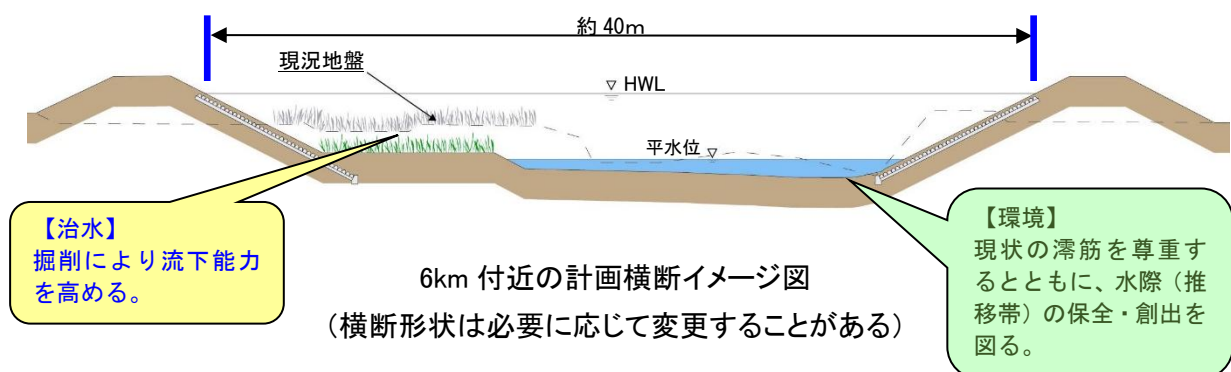 約 40m
現況地盤
▽ HWL
平水位 ▽
【治水】
掘削により流下能力
を高める。
【環境】
現状の澪筋を尊重す
るとともに、水際（推
移帯）の保全・創出を
図る。
6km 付近の計画横断イメージ図
（横断形状は必要に応じて変更することがある）